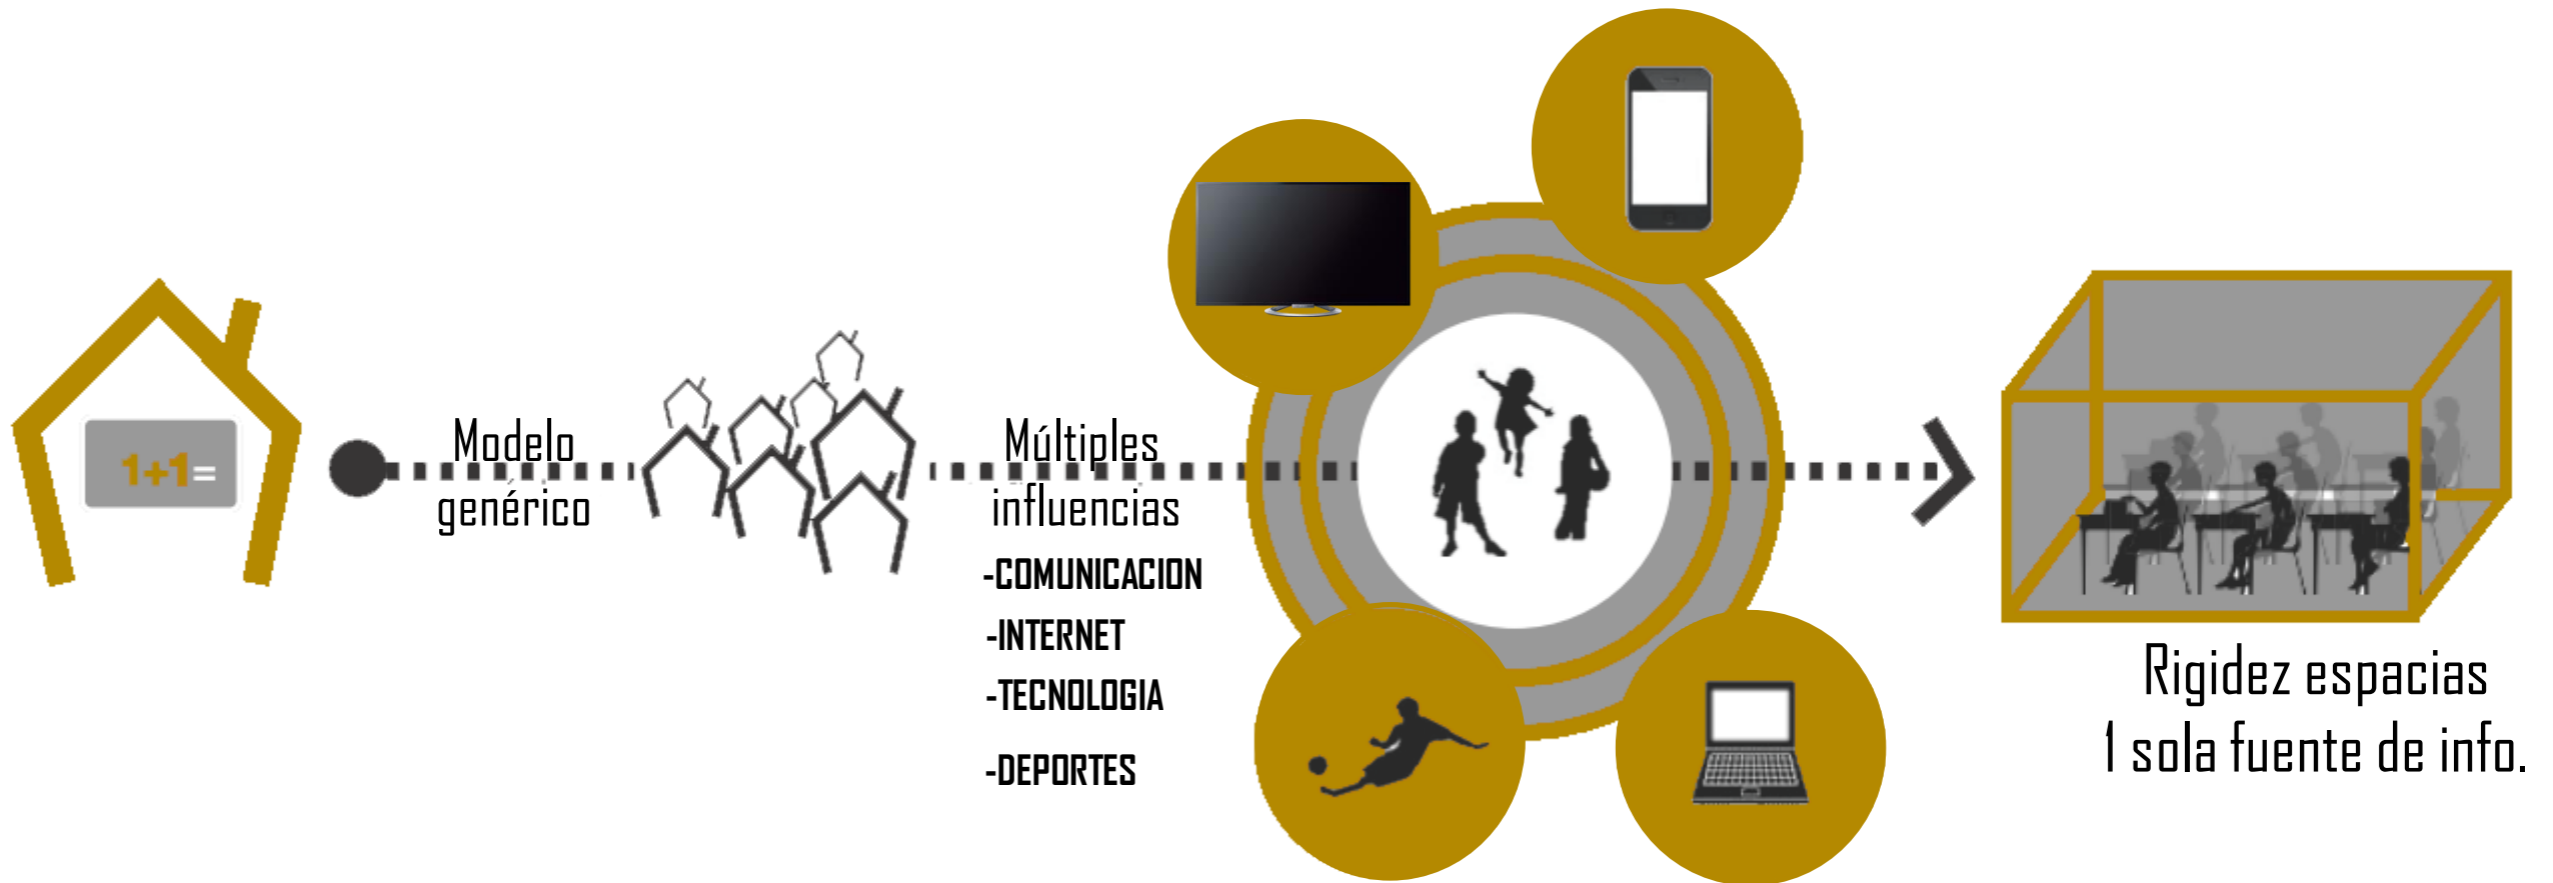 1+1=
Modelo
genérico
Múltiples
influencias
-COMUNICACION
-INTERNET
-TECNOLOGIA
-DEPORTES
Rigidez espacias
1 sola fuente de info.